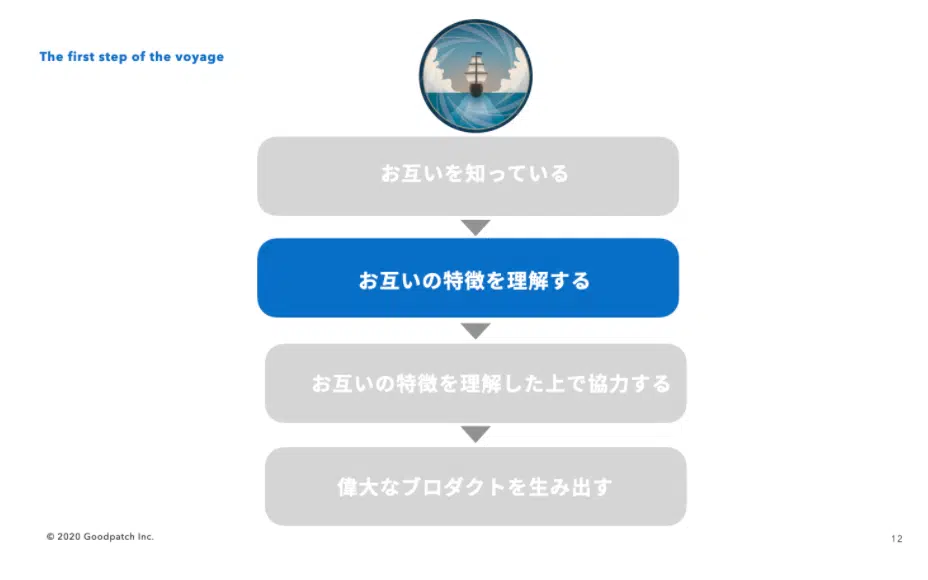 The first step of the voyage
お互いを知っている
お互いの特徴を理解する
お互いの特徴を理解した上で協力する
偉大なプロダクトを生み出す
© 2020 Goodpatch Inc.
12